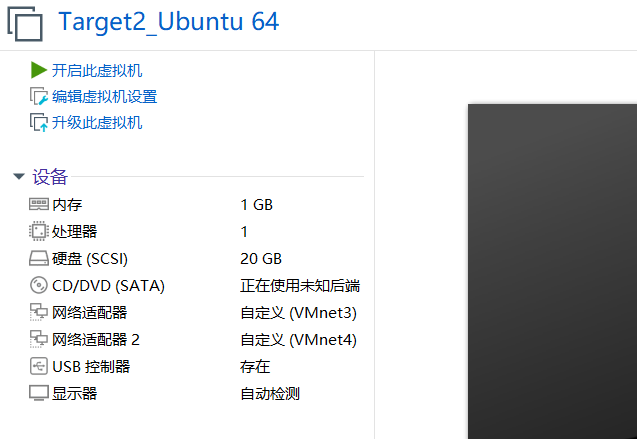 Target2_Ubuntu 64
开启此虚拟机
编辑虚拟机设置
升级此虚拟机
设备
内存 1 GB
处理器 1
硬盘 (SCSI) 20 GB
CD/DVD (SATA) 正在使用未知后端
网络适配器 自定义 (VMnet3)
网络适配器 2 自定义 (VMnet4)
USB 控制器 存在
显示器 自动检测